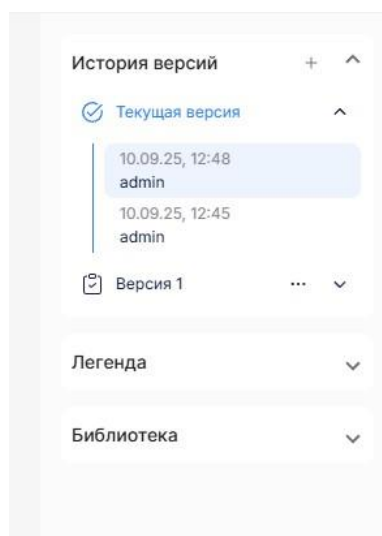 История версий
Текущая версия
10.09.25, 12:48
admin
10.09.25, 12:45
admin
Версия 1
Легенда
Библиотека